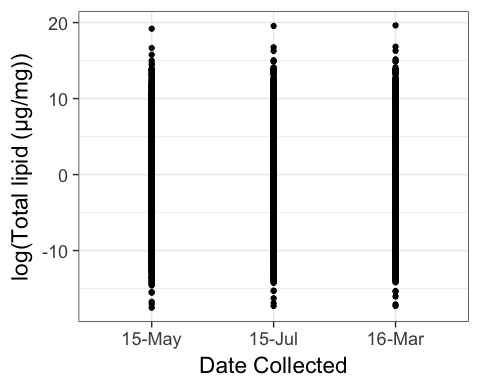 20
10
0
-10
log(Total lipid (µg/mg))
15-May 15-Jul 16-Mar
Date Collected